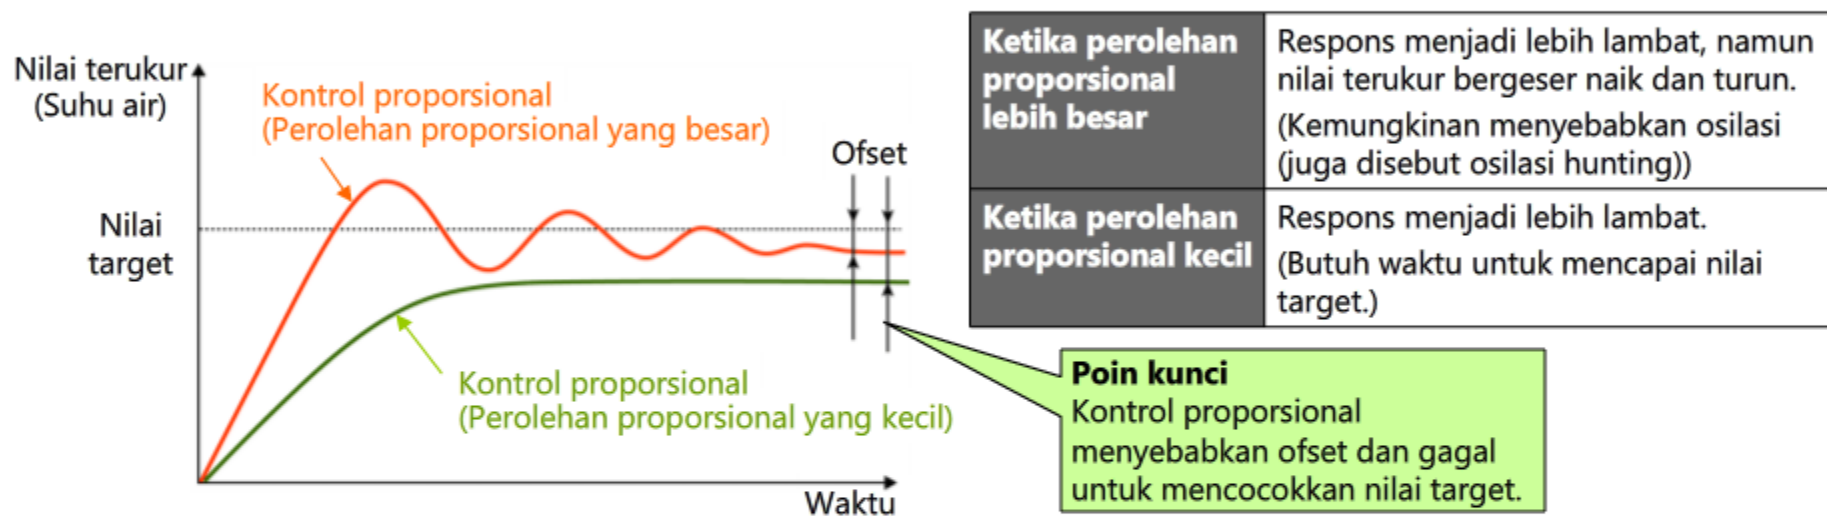 Nilai terukur
(Suhu air)
Kontrol proporsional
(Perolehan proporsional yang besar)
Ofset
Nilai
target
Kontrol proporsional
(Perolehan proporsional yang kecil)
Waktu
Ketika perolehan
proporsional
lebih besar
Respons menjadi lebih lambat, namun
nilai terukur bergeser naik dan turun.
(Kemungkinan menyebabkan osilasi
(juga disebut osilasi hunting))
Ketika perolehan
proporsional kecil
Respons menjadi lebih lambat.
(Butuh waktu untuk mencapai nilai
target.)
Poin kunci
Kontrol proporsional
menyebabkan ofset dan gagal
untuk mencocokkan nilai target.